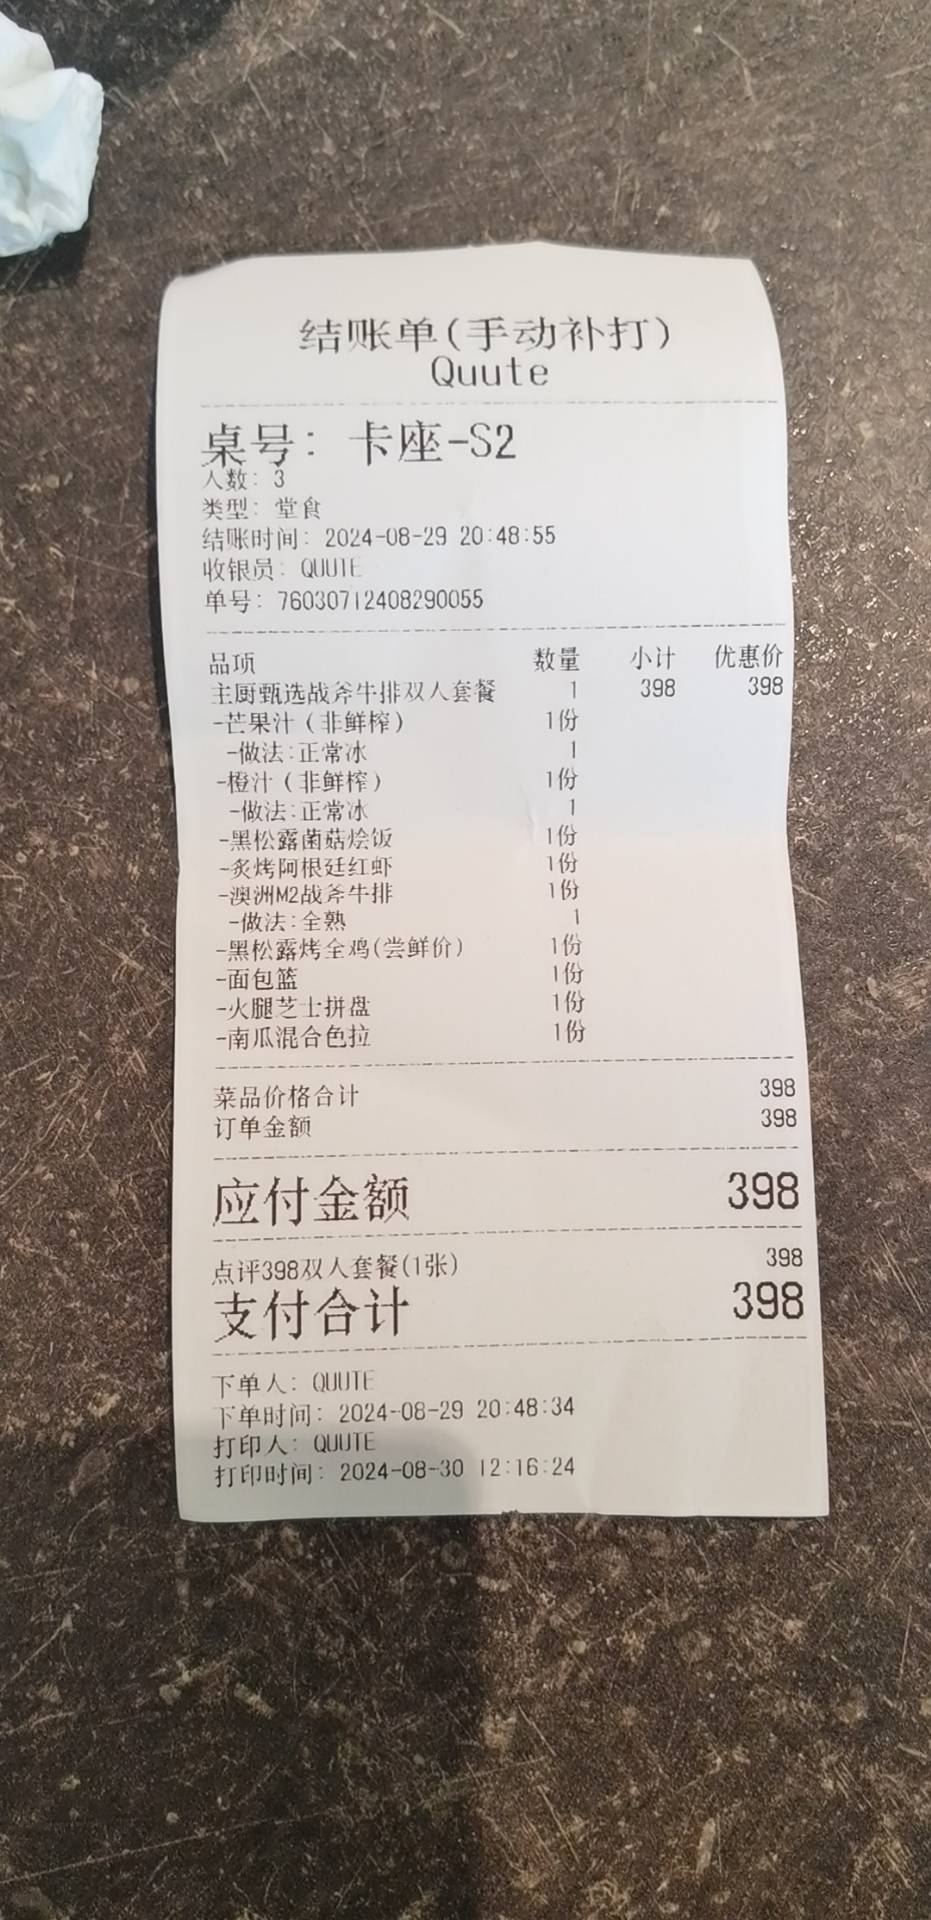 结账单(手动补打)
Quute
桌号: 卡座-S2
人数: 3
类型: 堂食
结账时间: 2024-08-29 20:48:55
收银员: QUUTE
单号: 76030712408290055
品项 数量 小计 优惠价
主厨甄选战斧牛排双人套餐 1 398 398
-芒果汁(非鲜榨) 1份
-做法:正常冰 1
-橙汁(非鲜榨) 1份
-做法:正常冰 1
-黑松露菌菇烩饭 1份
-炙烤阿根廷红虾 1份
-澳洲M2战斧牛排 1份
-做法:全熟 1
-黑松露烤全鸡(尝鲜价) 1份
-面包篮 1份
-火腿芝士拼盘 1份
-南瓜混合色拉 1份
菜品价格合计 398
订单金额 398
应付金额 398
点评398双人套餐(1张) 398
支付合计 398
下单人: QUUTE
下单时间: 2024-08-29 20:48:34
打印人: QUUTE
打印时间: 2024-08-30 12:16:24